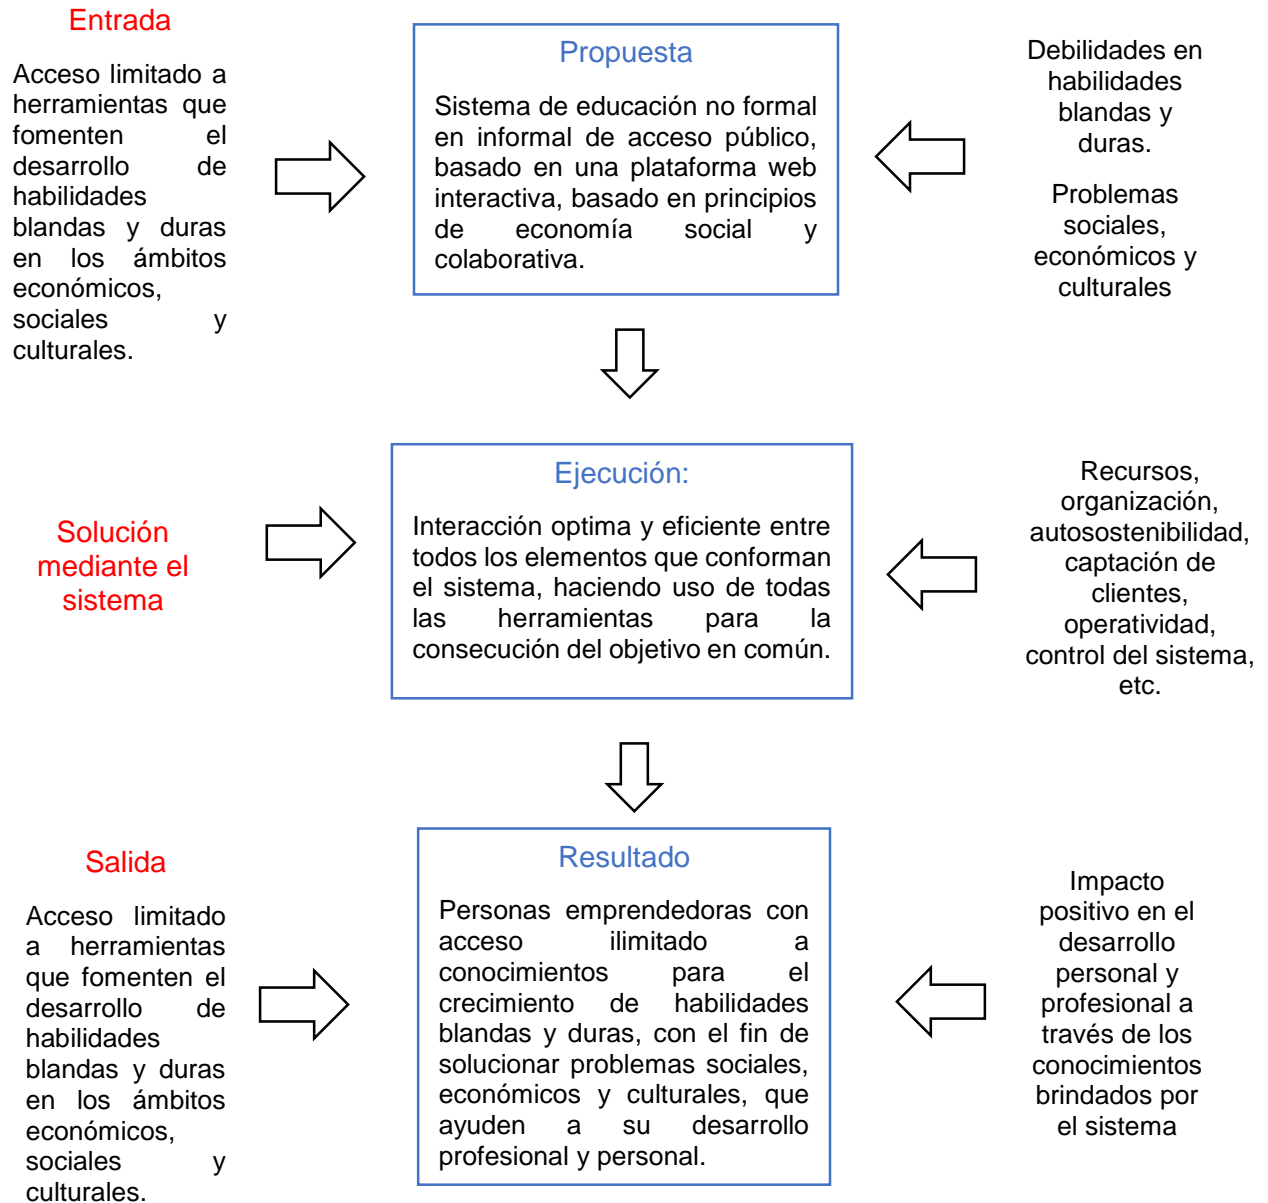 Entrada
Acceso limitado a
herramientas que
fomenten el
desarrollo de
habilidades
blandas y duras
en los ámbitos
económicos,
sociales y
culturales.
Propuesta
Sistema de educación no formal
en informal de acceso público,
basado en una plataforma web
interactiva, basado en principios
de economía social y
colaborativa.
Debilidades en
habilidades
blandas y
duras.
Problemas
sociales,
económicos y
culturales
Solución
mediante el
sistema
Ejecución:
Interacción optima y eficiente entre
todos los elementos que conforman
el sistema, haciendo uso de todas
las herramientas para la
consecución del objetivo en común.
Recursos,
organización,
autosostenibilidad,
captación de
clientes,
operatividad,
control del sistema,
etc.
Salida
Acceso limitado
a herramientas
que fomenten el
desarrollo de
habilidades
blandas y duras
en los ámbitos
económicos,
sociales y
culturales.
Resultado
Personas emprendedoras con
acceso ilimitado a
conocimientos para el
crecimiento de habilidades
blandas y duras, con el fin de
solucionar problemas sociales,
económicos y culturales, que
ayuden a su desarrollo
profesional y personal.
Impacto
positivo en el
desarrollo
personal y
profesional a
través de los
conocimientos
brindados por
el sistema